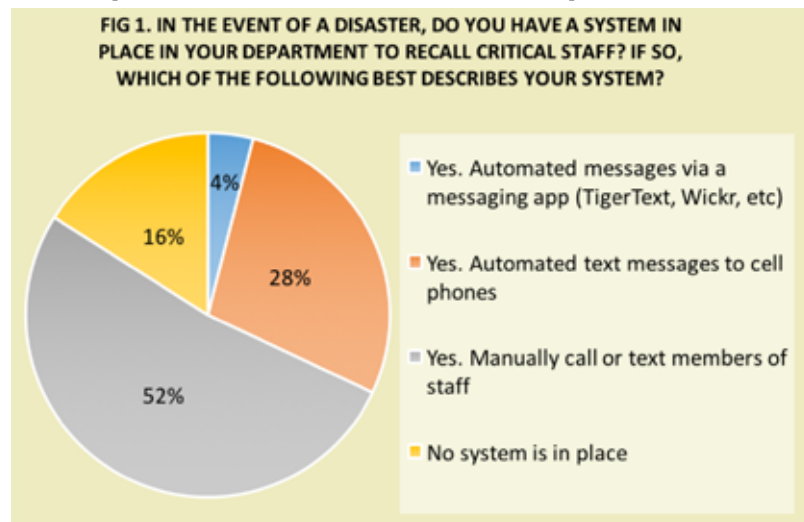 FIG 1. IN THE EVENT OF A DISASTER, DO YOU HAVE A SYSTEM IN
PLACE IN YOUR DEPARTMENT TO RECALL CRITICAL STAFF? IF SO,
WHICH OF THE FOLLOWING BEST DESCRIBES YOUR SYSTEM?
4%
16%
28%
52%
Yes. Automated messages via a
messaging app (TigerText, Wickr, etc)
Yes. Automated text messages to cell
phones
Yes. Manually call or text members of
staff
No system is in place